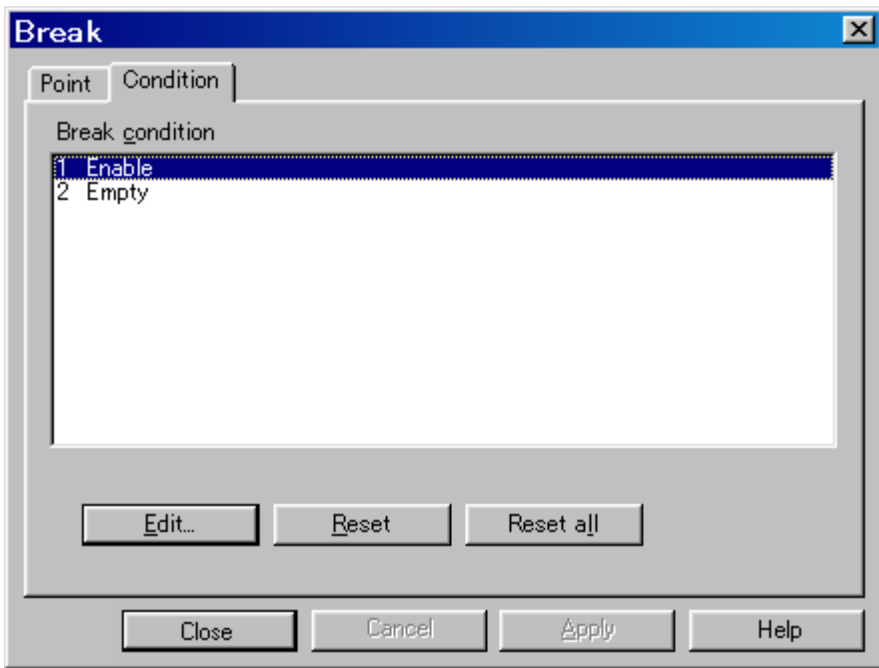 Break
Point Condition
Break condition
1 Enable
2 Empty
Edit... Reset Reset all
Close Cancel Apply Help